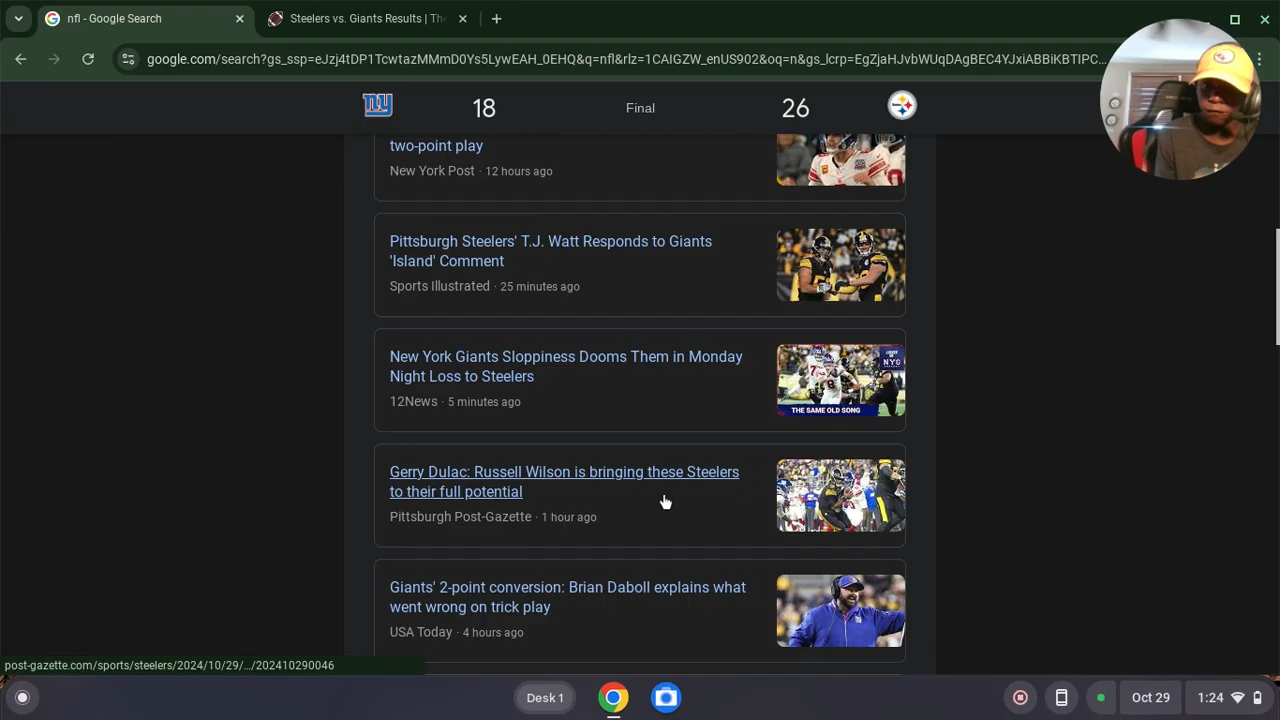 nfl - Google Search
Steelers vs. Giants Results | The
google.com/search?gs_ssp=eJzj4tDP1TcwtazMMmD0Ys5LywEAH_0EHQ&q=nfl&rlz=1CAIGZW_enUS902&oq=n&gs_lcrp=EgZjaHJvbWUqDAgBEC4YJxiABBiKBTIPC...
NY
18
Final
26
two-point play
New York Post · 12 hours ago
Pittsburgh Steelers' T.J. Watt Responds to Giants
'Island' Comment
Sports Illustrated · 25 minutes ago
New York Giants Sloppiness Dooms Them in Monday
Night Loss to Steelers
12News · 5 minutes ago
NYC
THE SAME OLD SONG
Gerry Dulac: Russell Wilson is bringing these Steelers
to their full potential
Pittsburgh Post-Gazette · 1 hour ago
Giants' 2-point conversion: Brian Daboll explains what
went wrong on trick play
USA Today · 4 hours ago
post-gazette.com/sports/steelers/2024/10/29/.../202410290046
Desk 1
Oct 29
1:24